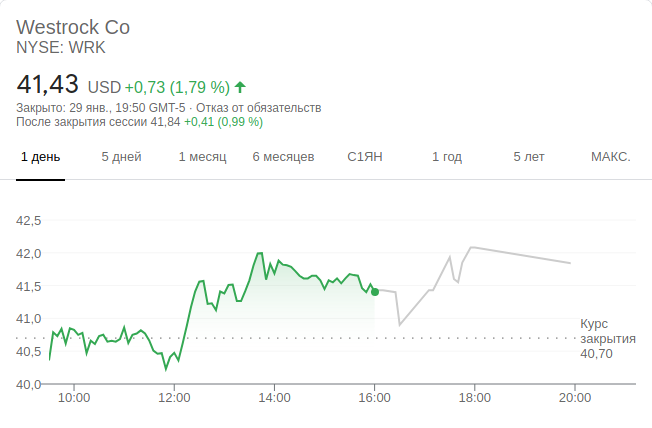 Westrock Co
NYSE: WRK
41,43 USD +0,73 (1,79 %)
Закрыто: 29 янв., 19:50 GMT-5 · Отказ от обязательств
После закрытия сессии 41,84 +0,41 (0,99 %)
1 день 5 дней 1 месяц 6 месяцев С1ЯН 1 год 5 лет МАКС.
42,5
42,0
41,5
41,0
40,5
40,0
Курс
закрытия
40,70
10:00 12:00 14:00 16:00 18:00 20:00